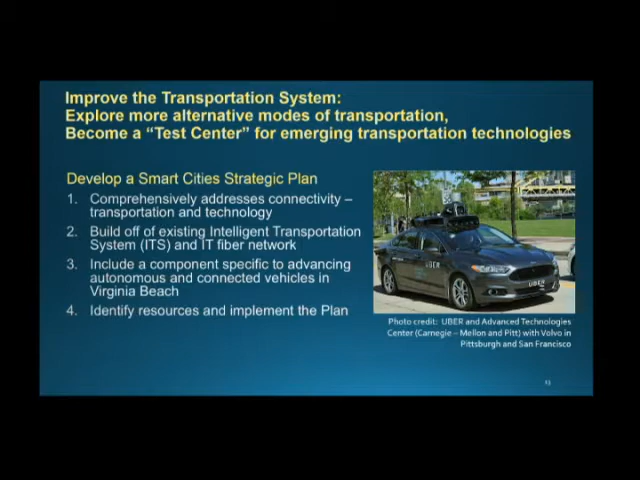 Improve the Transportation System:
Explore more alternative modes of transportation,
Become a “Test Center” for emerging transportation technologies
Develop a Smart Cities Strategic Plan
1. Comprehensively addresses connectivity –
transportation and technology
2. Build off of existing Intelligent Transportation
System (ITS) and IT fiber network
3. Include a component specific to advancing
autonomous and connected vehicles in
Virginia Beach
4. Identify resources and implement the Plan
UBER
Photo credit: UBER and Advanced Technologies
Center (Carnegie – Mellon and Pitt) with Volvo in
Pittsburgh and San Francisco